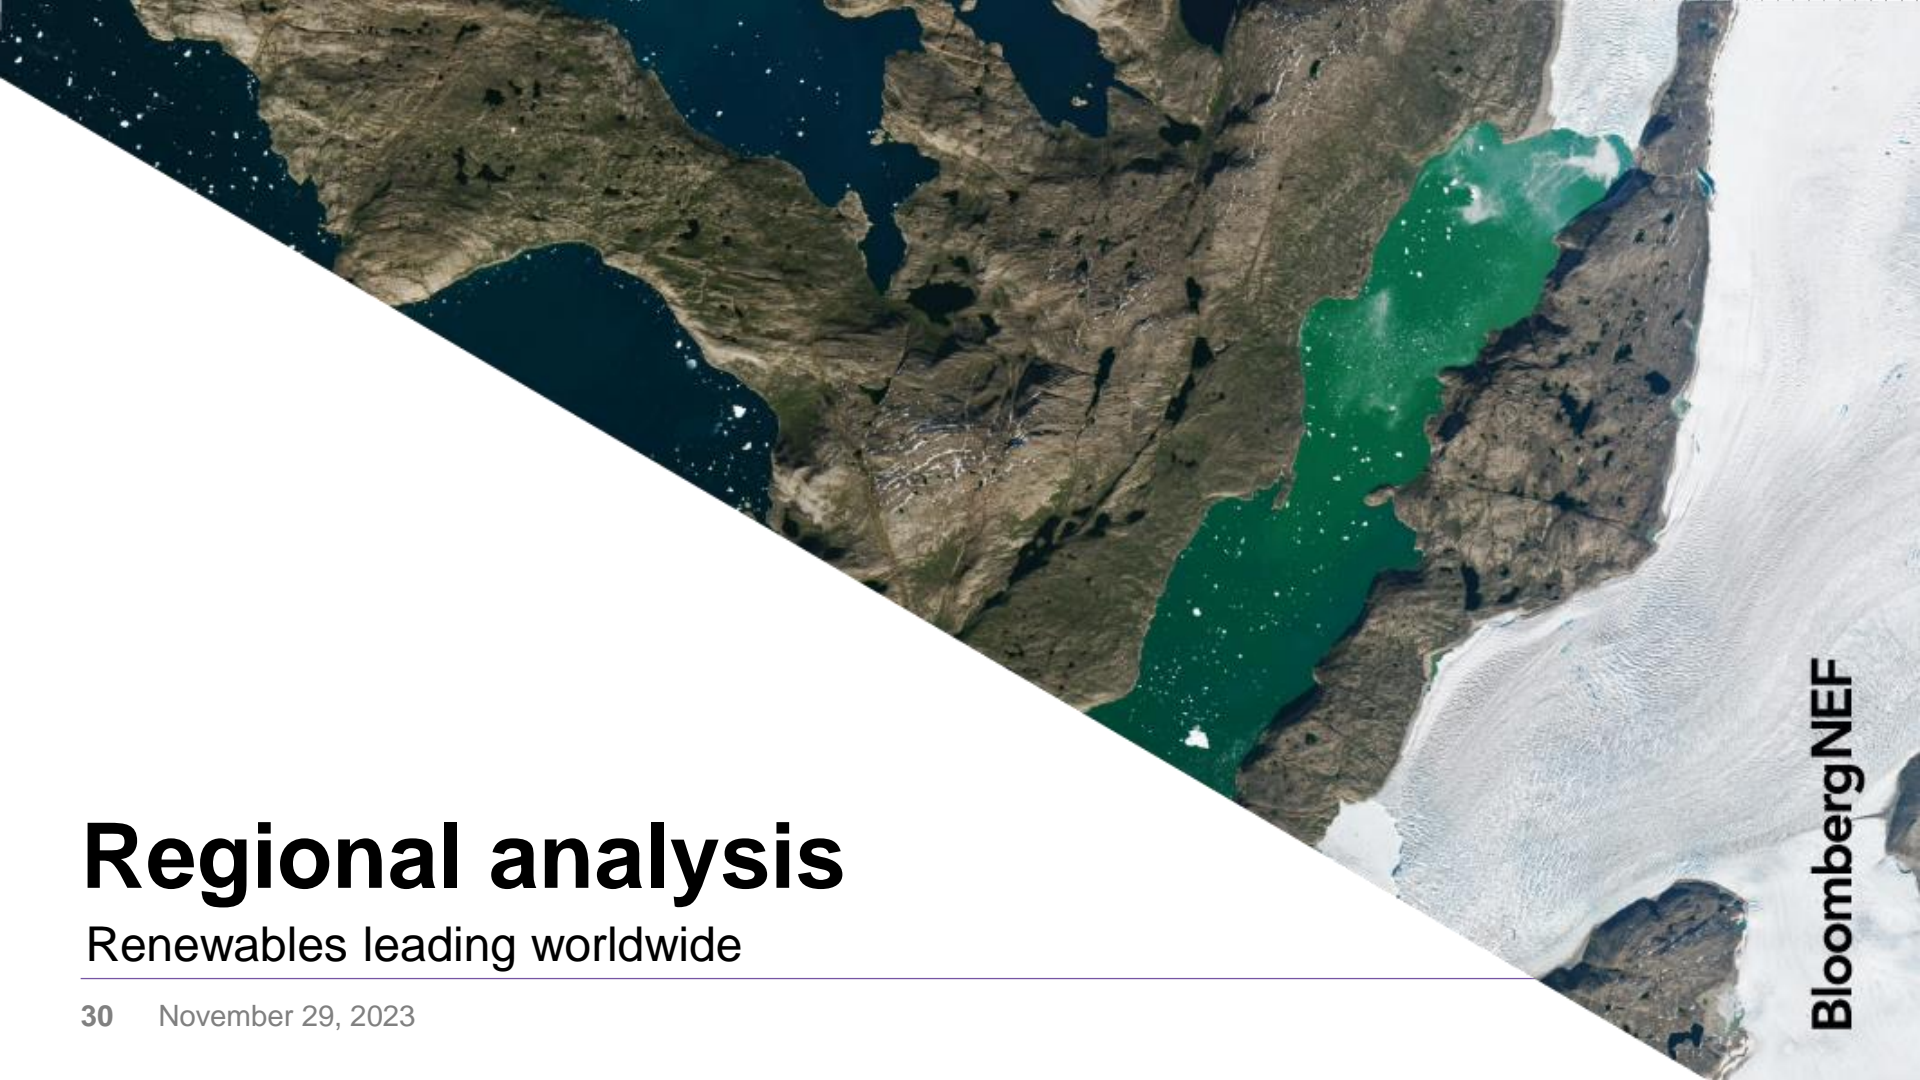 Regional analysis
Renewables leading worldwide
30 November 29, 2023
BloombergNEF